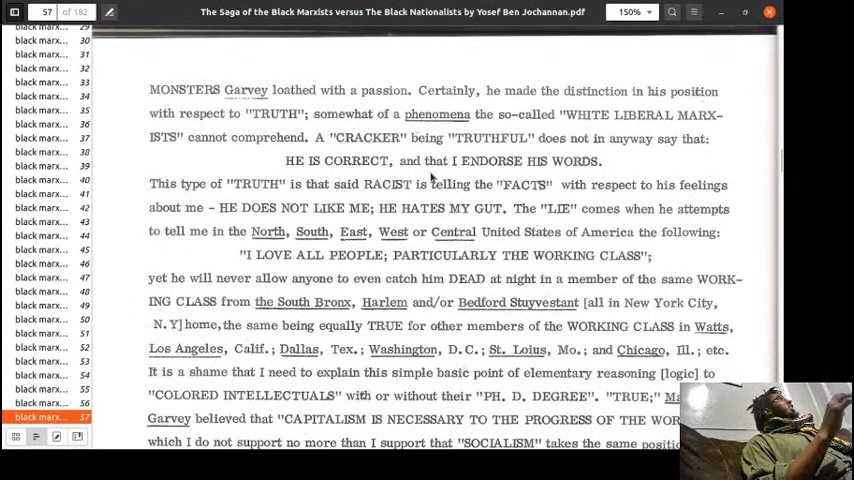 57 of 182
The Saga of the Black Marxists versus The Black Nationalists by Yosef Ben Jochannan.pdf
150%
black marx... 29
black marx... 30
black marx... 31
black marx... 32
black marx... 33
black marx... 34
black marx... 35
black marx... 36
black marx... 37
black marx... 38
black marx... 39
black marx... 40
black marx... 41
black marx... 42
black marx... 43
black marx... 44
black marx... 45
black marx... 46
black marx... 47
black marx... 48
black marx... 49
black marx... 50
black marx... 51
black marx... 52
black marx... 53
black marx... 54
black marx... 55
black marx... 56
black marx... 57
MONSTERS Garvey loathed with a passion. Certainly, he made the distinction in his position
with respect to "TRUTH"; somewhat of a phenomena the so-called "WHITE LIBERAL MARX-
ISTS" cannot comprehend. A "CRACKER" being "TRUTHFUL" does not in anyway say that:
HE IS CORRECT, and that I ENDORSE HIS WORDS.
This type of "TRUTH" is that said RACIST is telling the "FACTS" with respect to his feelings
about me - HE DOES NOT LIKE ME; HE HATES MY GUT. The "LIE" comes when he attempts
to tell me in the North, South, East, West or Central United States of America the following:
"I LOVE ALL PEOPLE; PARTICULARLY THE WORKING CLASS";
yet he will never allow anyone to even catch him DEAD at night in a member of the same WORK-
ING CLASS from the South Bronx, Harlem and/or Bedford Stuyvestant [all in New York City,
N.Y] home, the same being equally TRUE for other members of the WORKING CLASS in Watts,
Los Angeles, Calif.; Dallas, Tex.; Washington, D.C.; St. Loius, Mo.; and Chicago, Ill.; etc.
It is a shame that I need to explain this simple basic point of elementary reasoning [logic] to
"COLORED INTELLECTUALS" with or without their "PH. D. DEGREE". "TRUE;"
Garvey believed that "CAPITALISM IS NECESSARY TO THE PROGRESS OF THE
which I do not support no more than I support that "SOCIALISM" takes the same